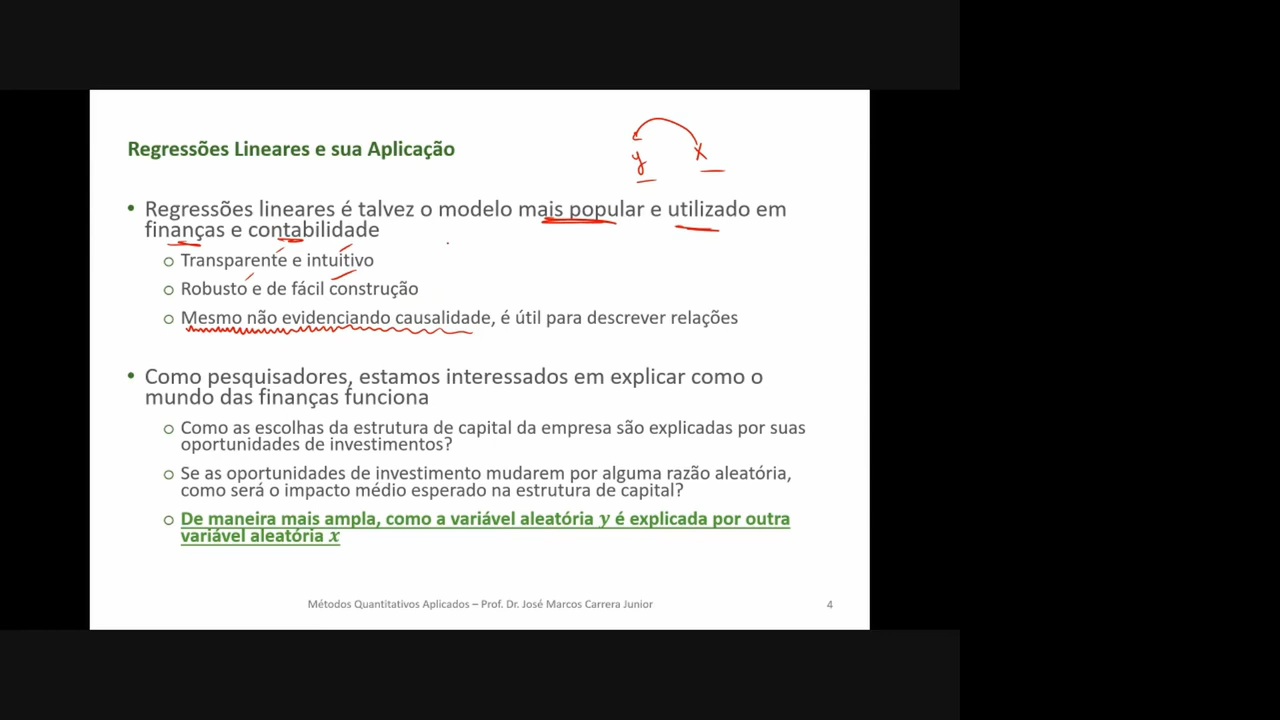 y x
Regressões Lineares e sua Aplicação
• Regressões lineares é talvez o modelo mais popular e utilizado em
finanças e contabilidade
o Transparente e intuitivo
o Robusto e de fácil construção
o Mesmo não evidenciando causalidade, é útil para descrever relações
• Como pesquisadores, estamos interessados em explicar como o
mundo das finanças funciona
o Como as escolhas da estrutura de capital da empresa são explicadas por suas
oportunidades de investimentos?
o Se as oportunidades de investimento mudarem por alguma razão aleatória,
como será o impacto médio esperado na estrutura de capital?
o De maneira mais ampla, como a variável aleatória y é explicada por outra
variável aleatória x
Métodos Quantitativos Aplicados – Prof. Dr. José Marcos Carrera Junior 4